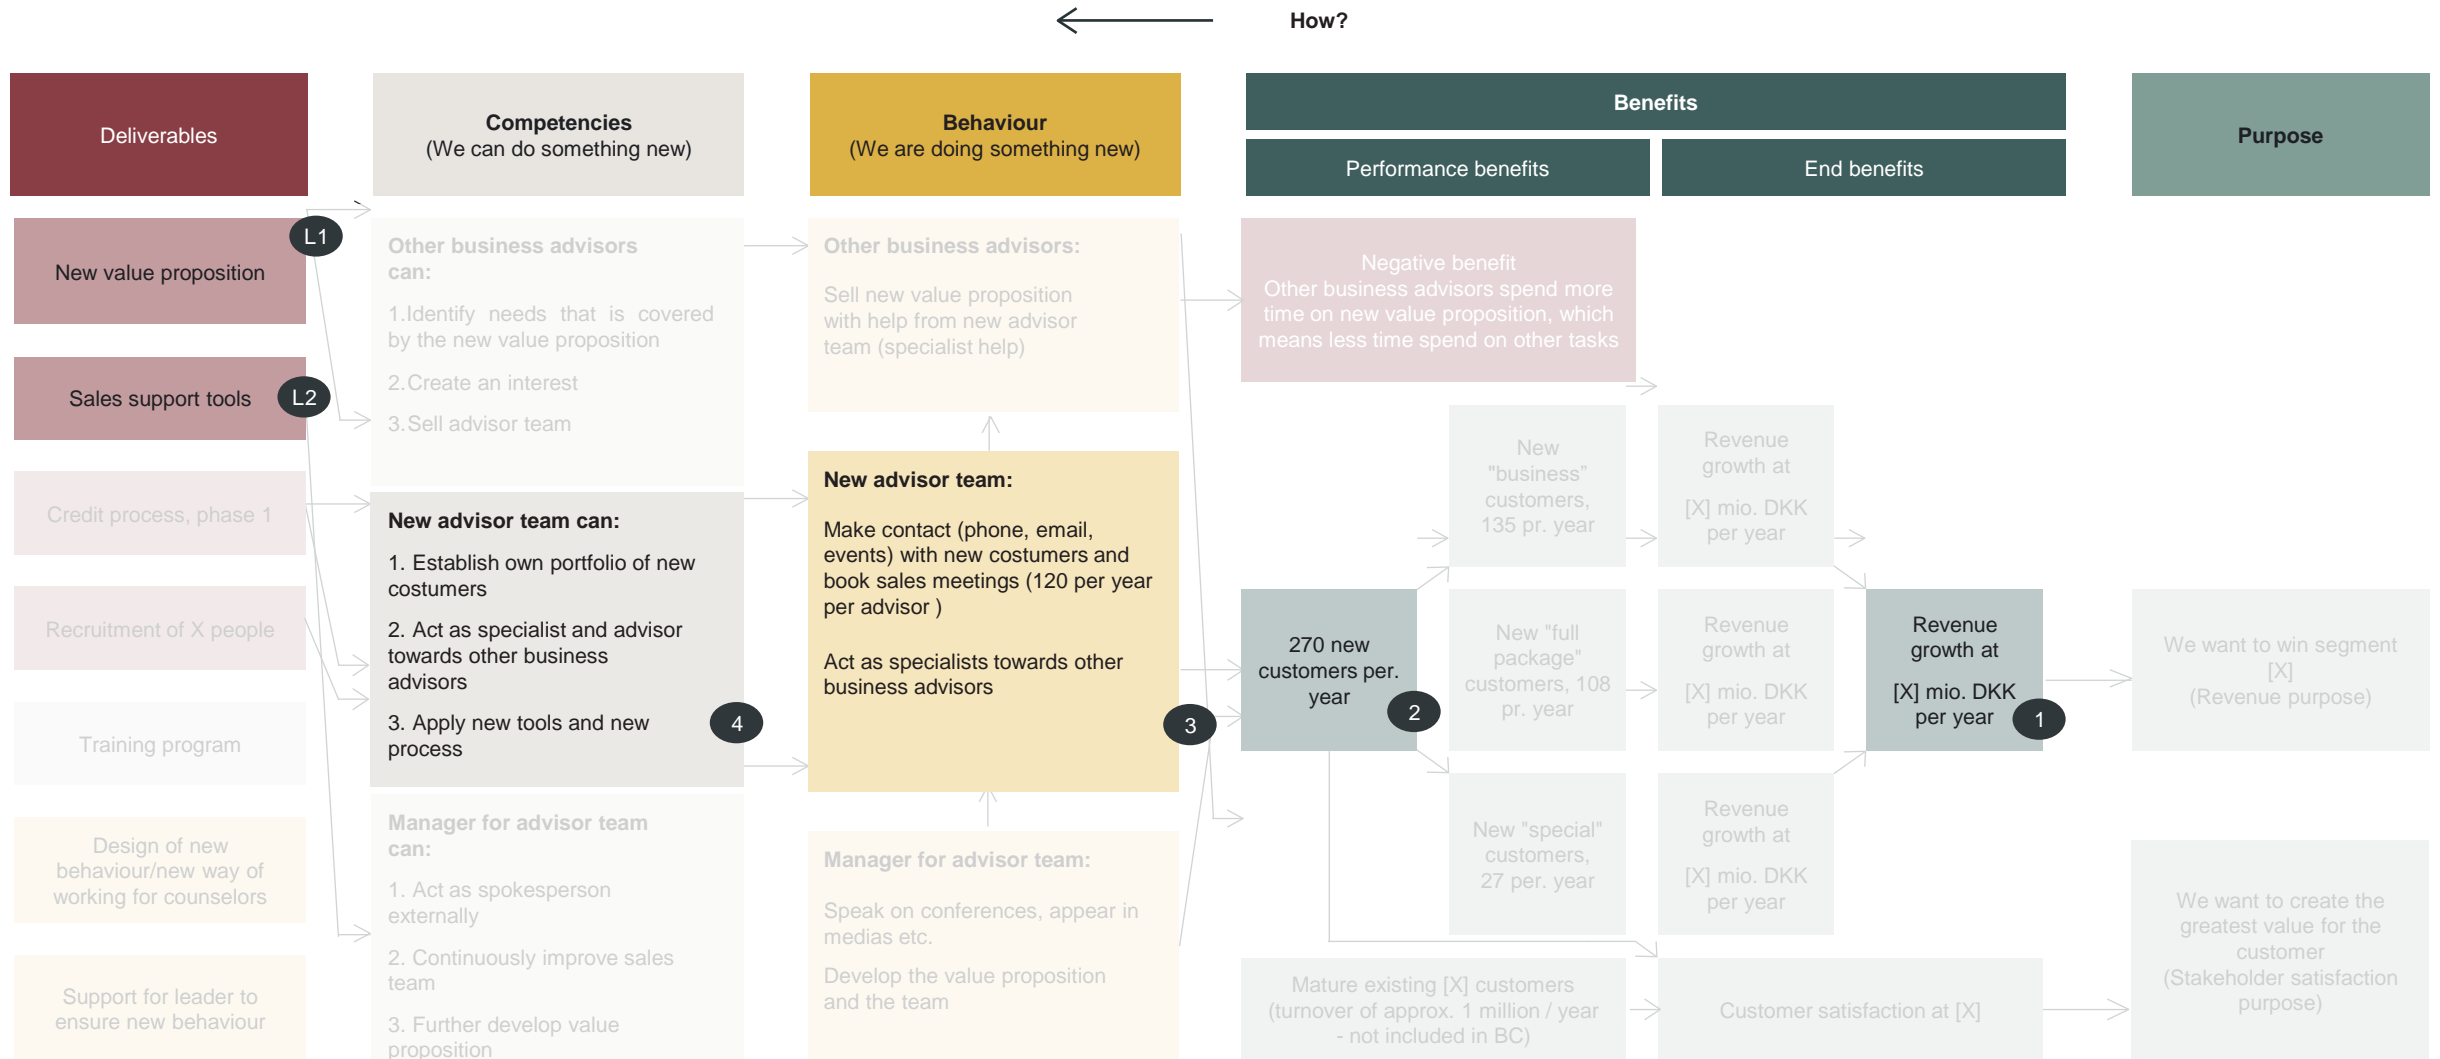 How?
Deliverables
Competencies
(We can do something new)
Behaviour
(We are doing something new)
Benefits
Performance benefits
End benefits
Purpose
New value proposition
L1
Sales support tools
L2
Credit process, phase 1
Recruitment of X people
Training program
Design of new
behaviour/new way of
working for counselors
Support for leader to
ensure new behaviour
Other business advisors
can:
1.Identify needs that is covered
by the new value proposition
2.Create an interest
3.Sell advisor team
New advisor team can:
1. Establish own portfolio of new
costumers
2. Act as specialist and advisor
towards other business
advisors
3. Apply new tools and new
process
4
Manager for advisor team
can:
1. Act as spokesperson
externally
2. Continuously improve sales
team
3. Further develop value
proposition
Other business advisors:
Sell new value proposition
with help from new advisor
team (specialist help)
New advisor team:
Make contact (phone, email,
events) with new costumers and
book sales meetings (120 per year
per advisor )
Act as specialists towards other
business advisors
3
Manager for advisor team:
Speak on conferences, appear in
medias etc.
Develop the value proposition
and the team
Negative benefit
Other business advisors spend more
time on new value proposition, which
means less time spend on other tasks
270 new
customers per.
year
2
New
"business"
customers,
135 pr. year
New "full
package"
customers, 108
pr. year
New "special"
customers,
27 per. year
Mature existing [X] customers
(turnover of approx. 1 million / year
- not included in BC)
Revenue
growth at
[X] mio. DKK
per year
Revenue
growth at
[X] mio. DKK
per year
Revenue
growth at
[X] mio. DKK
per year
Revenue
growth at
[X] mio. DKK
per year
1
Customer satisfaction at [X]
We want to win segment
[X]
(Revenue purpose)
We want to create the
greatest value for the
customer
(Stakeholder satisfaction
purpose)